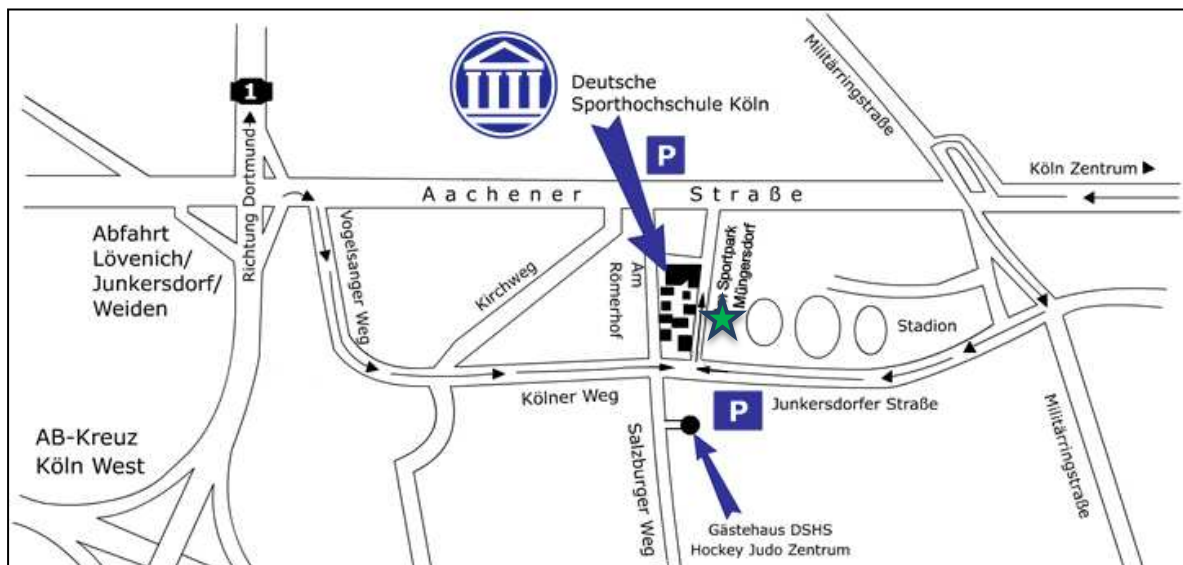 Deutsche
Sporthochschule Köln
Militärringstraße
1
P
Köln Zentrum
Aachener Straße
Richtung Dortmund
Abfahrt
Lövenich/
Junkersdorf/
Weiden
Vogelsanger Weg
Kirchweg
Am
Römerhof
Sportpark
Müngersdorf
Stadion
Kölner Weg
P
Junkersdorfer Straße
AB-Kreuz
Köln West
Salzburger Weg
Militärringstraße
Gästehaus DSHS
Hockey Judo Zentrum